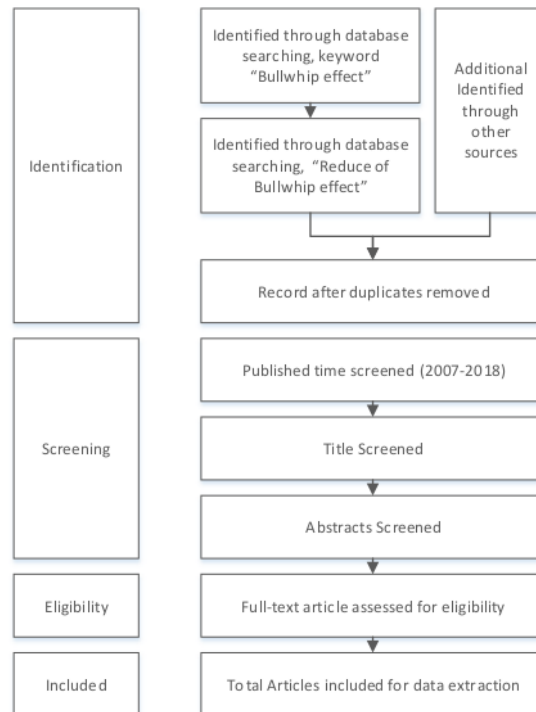 Identification
Identified through database
searching, keyword
“Bullwhip effect”
Identified through database
searching, “Reduce of
Bullwhip effect”
Additional
Identified
through
other
sources
Record after duplicates removed
Screening
Published time screened (2007-2018)
Title Screened
Abstracts Screened
Eligibility
Full-text article assessed for eligibility
Included
Total Articles included for data extraction